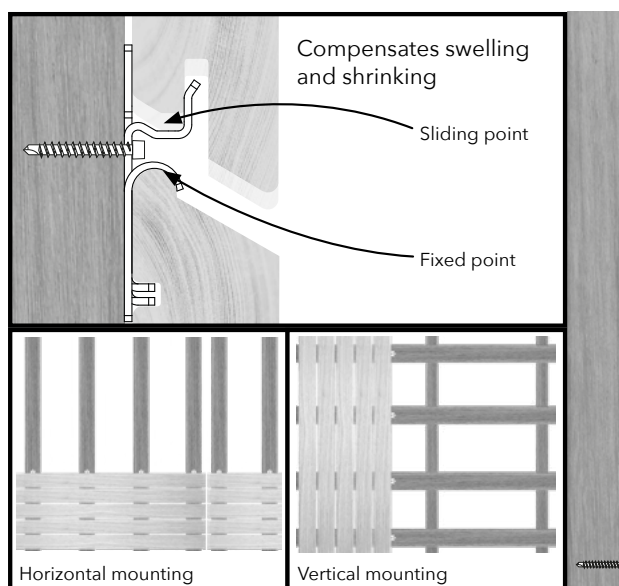 Compensates swelling
and shrinking
Sliding point
Fixed point
Horizontal mounting
Vertical mounting